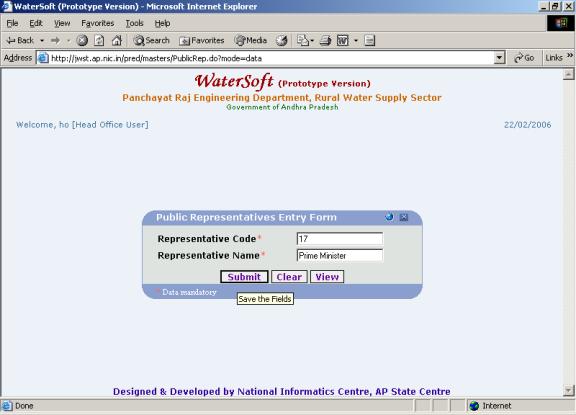 WaterSoft (Prototype Version) - Microsoft Internet Explorer
File Edit View Favorites Tools Help
Back Search Favorites Media
Address http://jwst.ap.nic.in/pred/masters/PublicRep.do?mode=data Go Links »
WaterSoft (Prototype Version)
Panchayat Raj Engineering Department, Rural Water Supply Sector
Government of Andhra Pradesh
Welcome, ho [Head Office User] 22/02/2006
Public Representatives Entry Form
Representative Code* 17
Representative Name* Prime Minister
Submit Clear View
* Data mandatory
Save the Fields
Designed & Developed by National Informatics Centre, AP State Centre
Done Internet